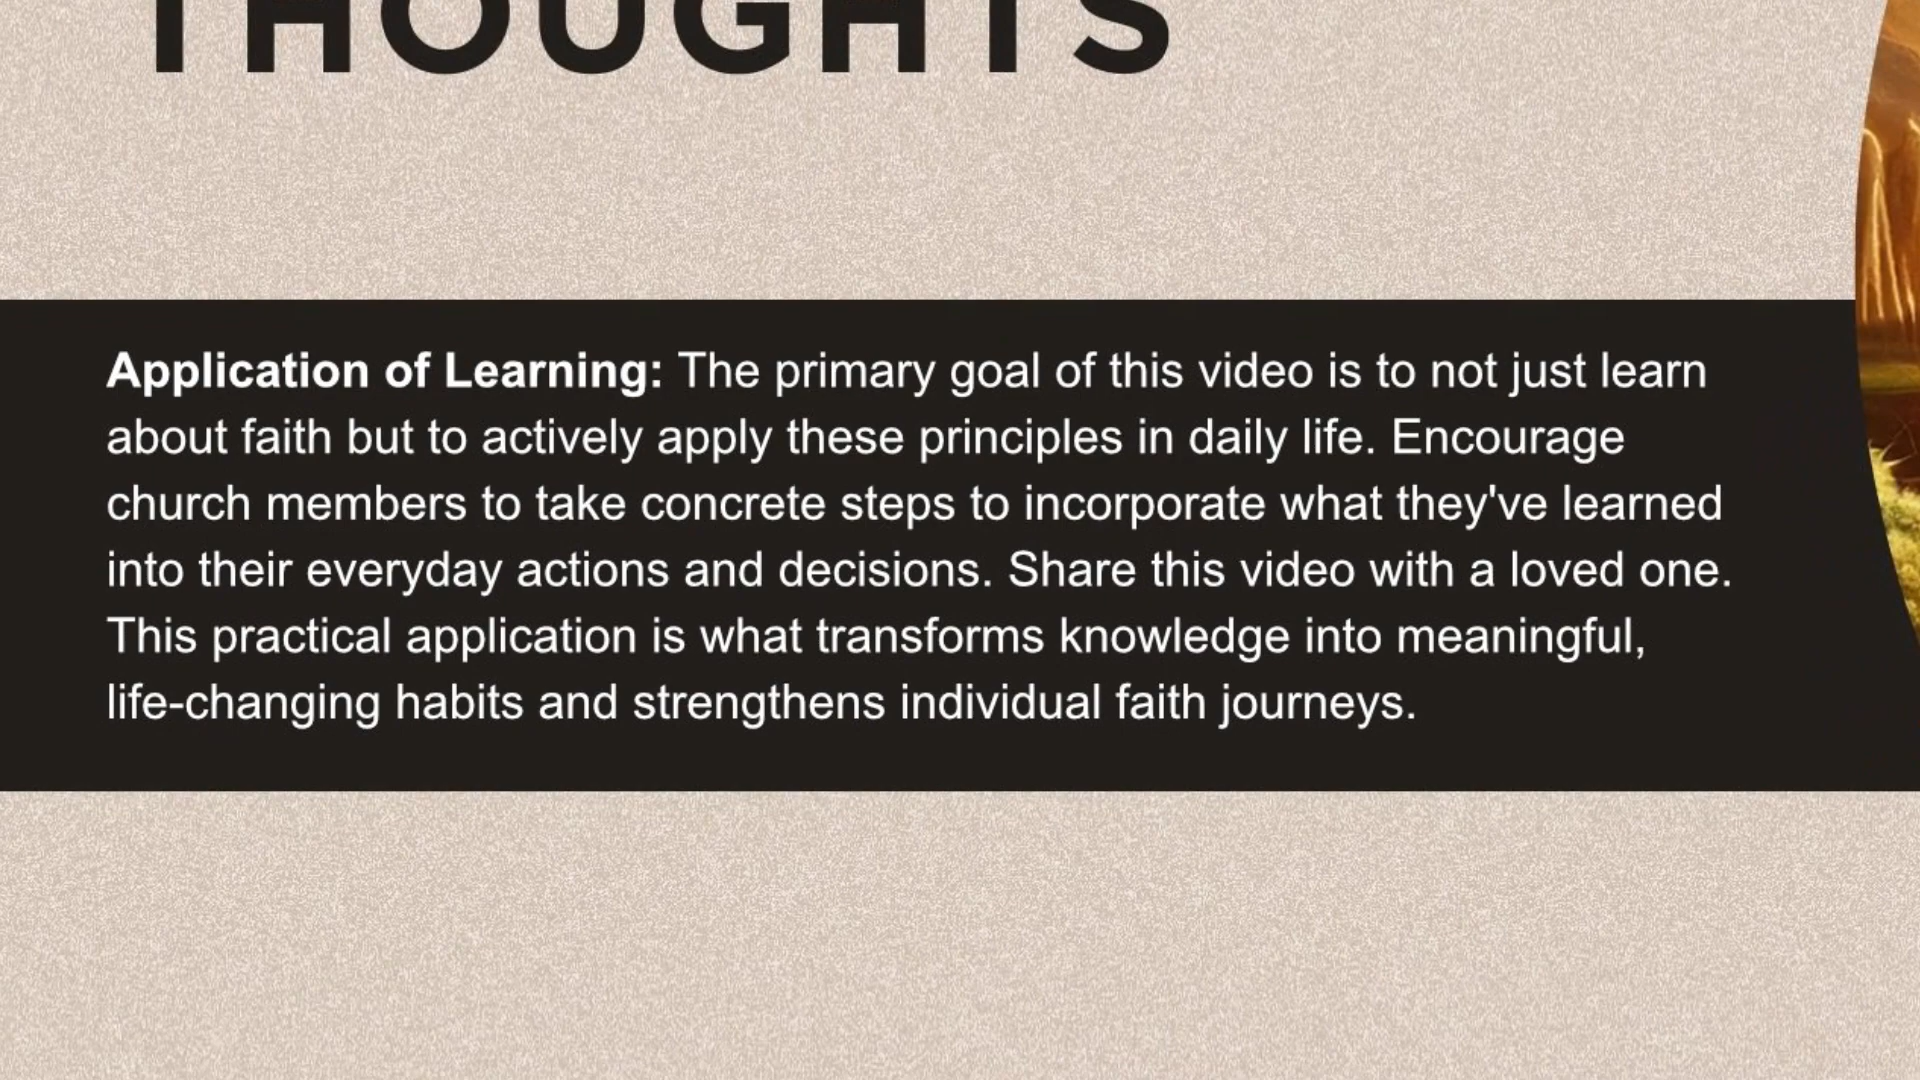 THOUGHTS
Application of Learning: The primary goal of this video is to not just learn
about faith but to actively apply these principles in daily life. Encourage
church members to take concrete steps to incorporate what they've learned
into their everyday actions and decisions. Share this video with a loved one.
This practical application is what transforms knowledge into meaningful,
life-changing habits and strengthens individual faith journeys.